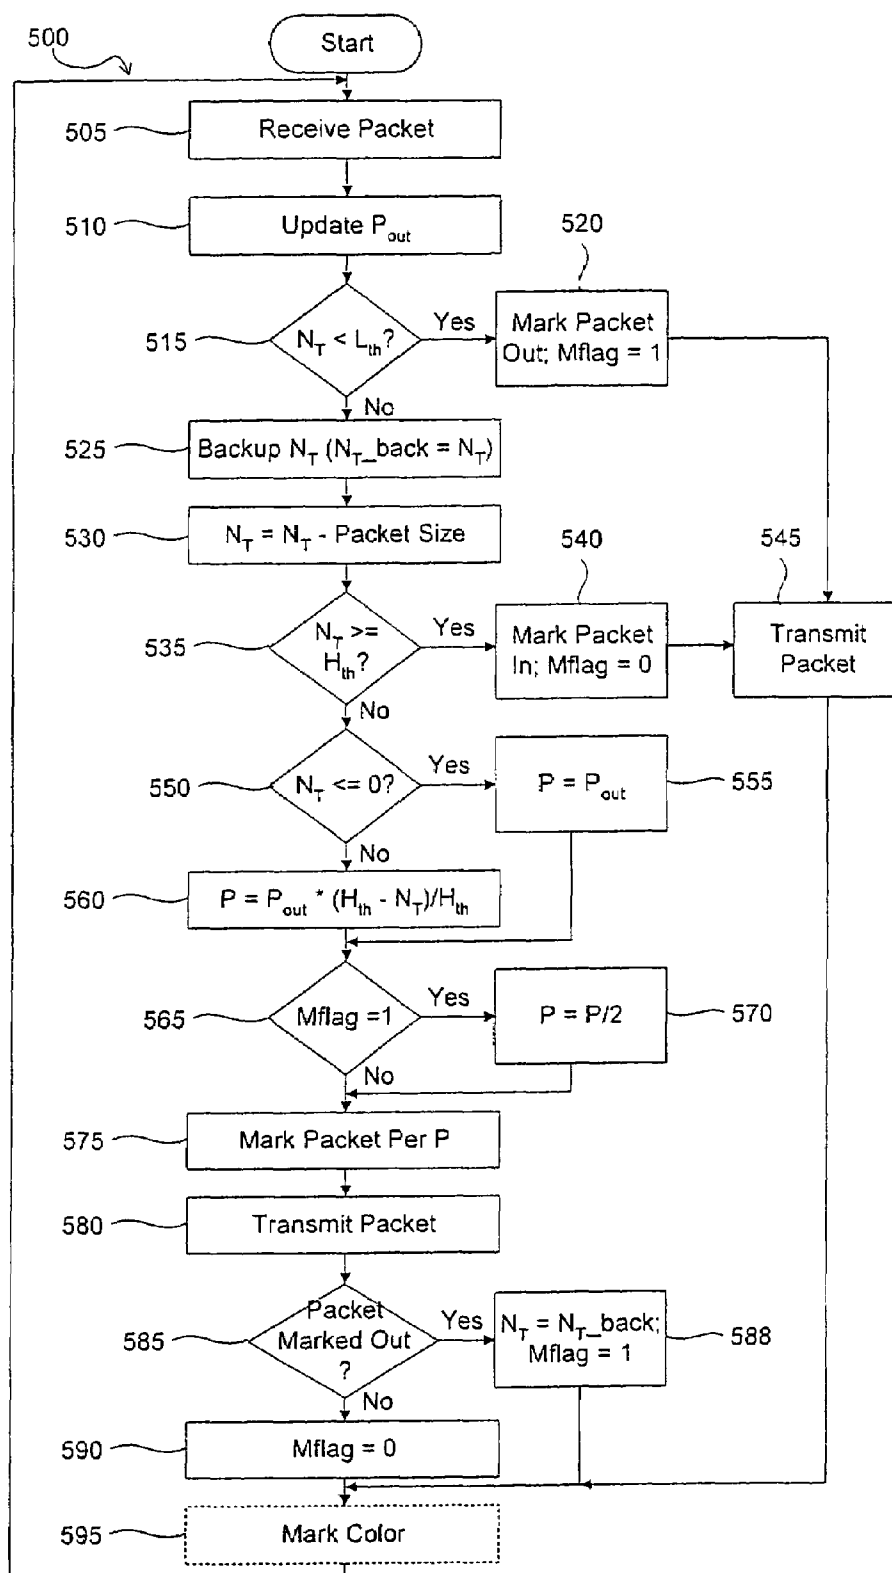 500
Start
505
Receive Packet
510
Update P_out
520
515
N_T < L_th?
Yes
Mark Packet
Out; Mflag = 1
No
525
Backup N_T (N_T_back = N_T)
530
N_T = N_T - Packet Size
540
545
535
N_T >=
H_th?
Yes
Mark Packet
In; Mflag = 0
Transmit
Packet
No
550
N_T <= 0?
Yes
P = P_out
555
No
560
P = P_out * (H_th - N_T)/H_th
565
Mflag =1
Yes
P = P/2
570
No
575
Mark Packet Per P
580
Transmit Packet
585
Packet
Marked Out
?
Yes
N_T = N_T_back;
Mflag = 1
588
No
590
Mflag = 0
595
Mark Color